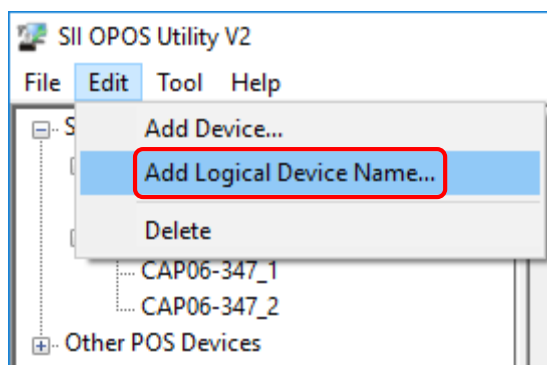 SII OPOS Utility V2
File Edit Tool Help
S
Add Device...
Add Logical Device Name...
Delete
CAP06-347_1
CAP06-347_2
Other POS Devices